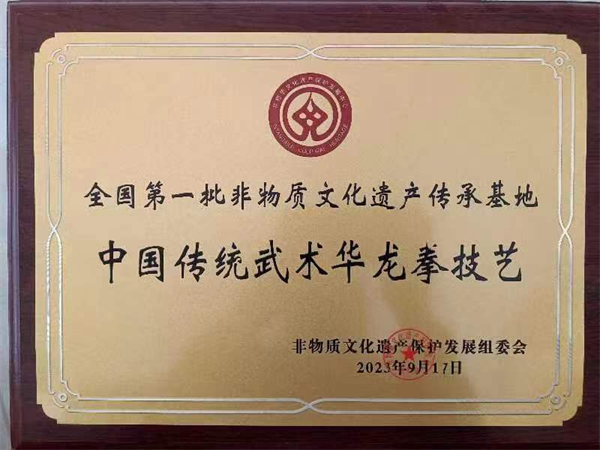 全国第一批非物质文化遗产传承基地
中国传统武术华龙拳技艺
非物质文化遗产保护发展组委会
2023年9月17日